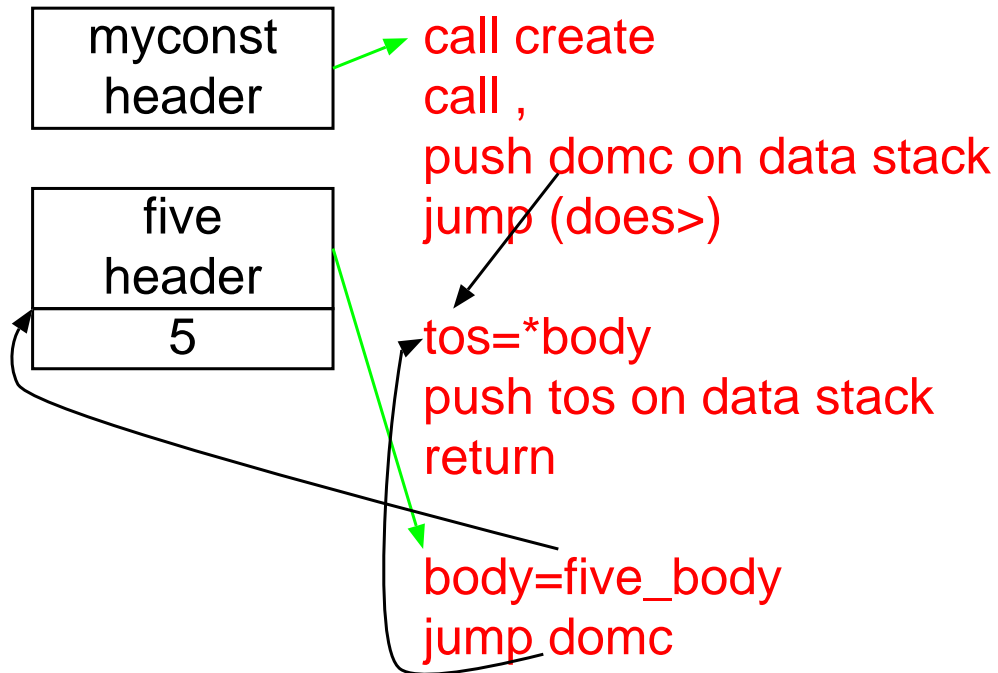 myconst
header
five
header
5
call create
call ,
push domc on data stack
jump (does>)
tos=*body
push tos on data stack
return
body=five_body
jump domc